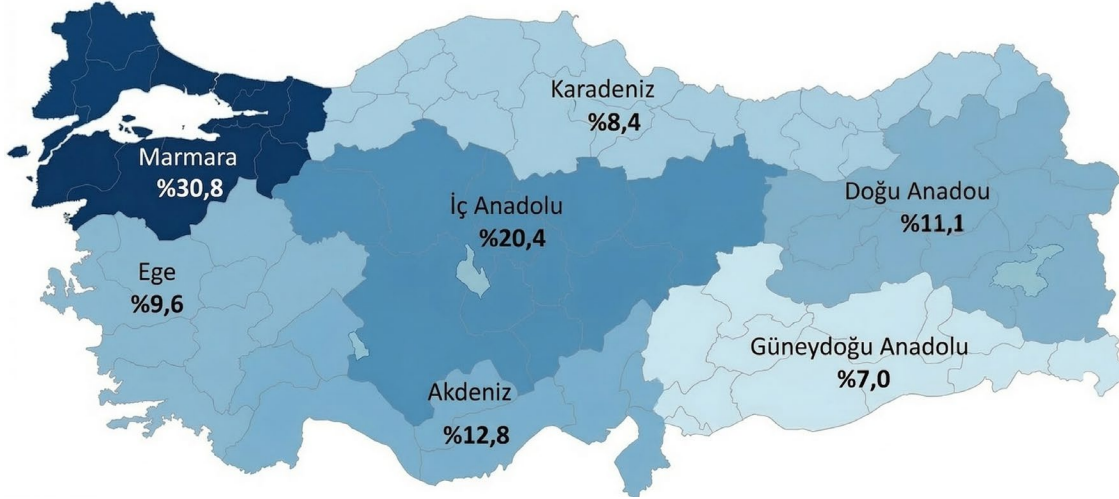 Karadeniz
%8,4
Marmara
%30,8
İç Anadolu
%20,4
Doğu Anadou
%11,1
Ege
%9,6
Güneydoğu Anadolu
%7,0
Akdeniz
%12,8